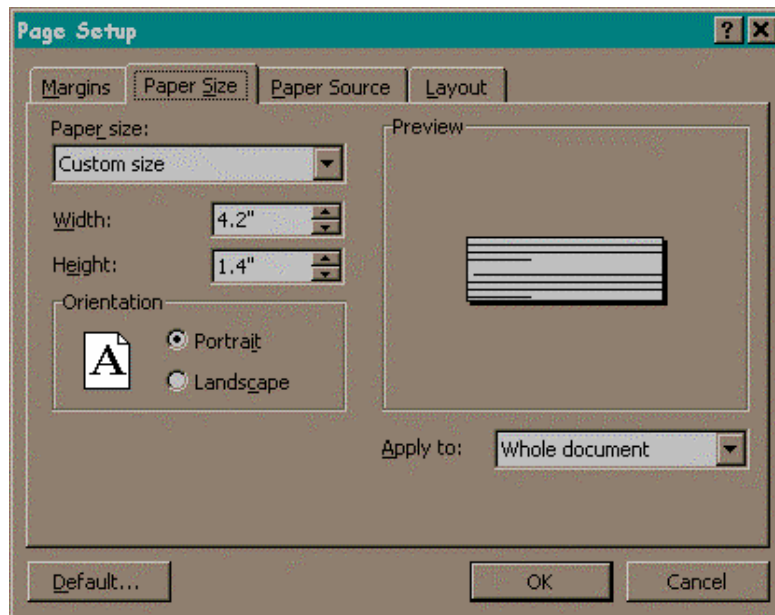 Page Setup
Margins Paper Size Paper Source Layout
Paper size:
Custom size
Width: 4.2"
Height: 1.4"
Orientation
A Portrait
Landscape
Preview
Apply to: Whole document
Default... OK Cancel